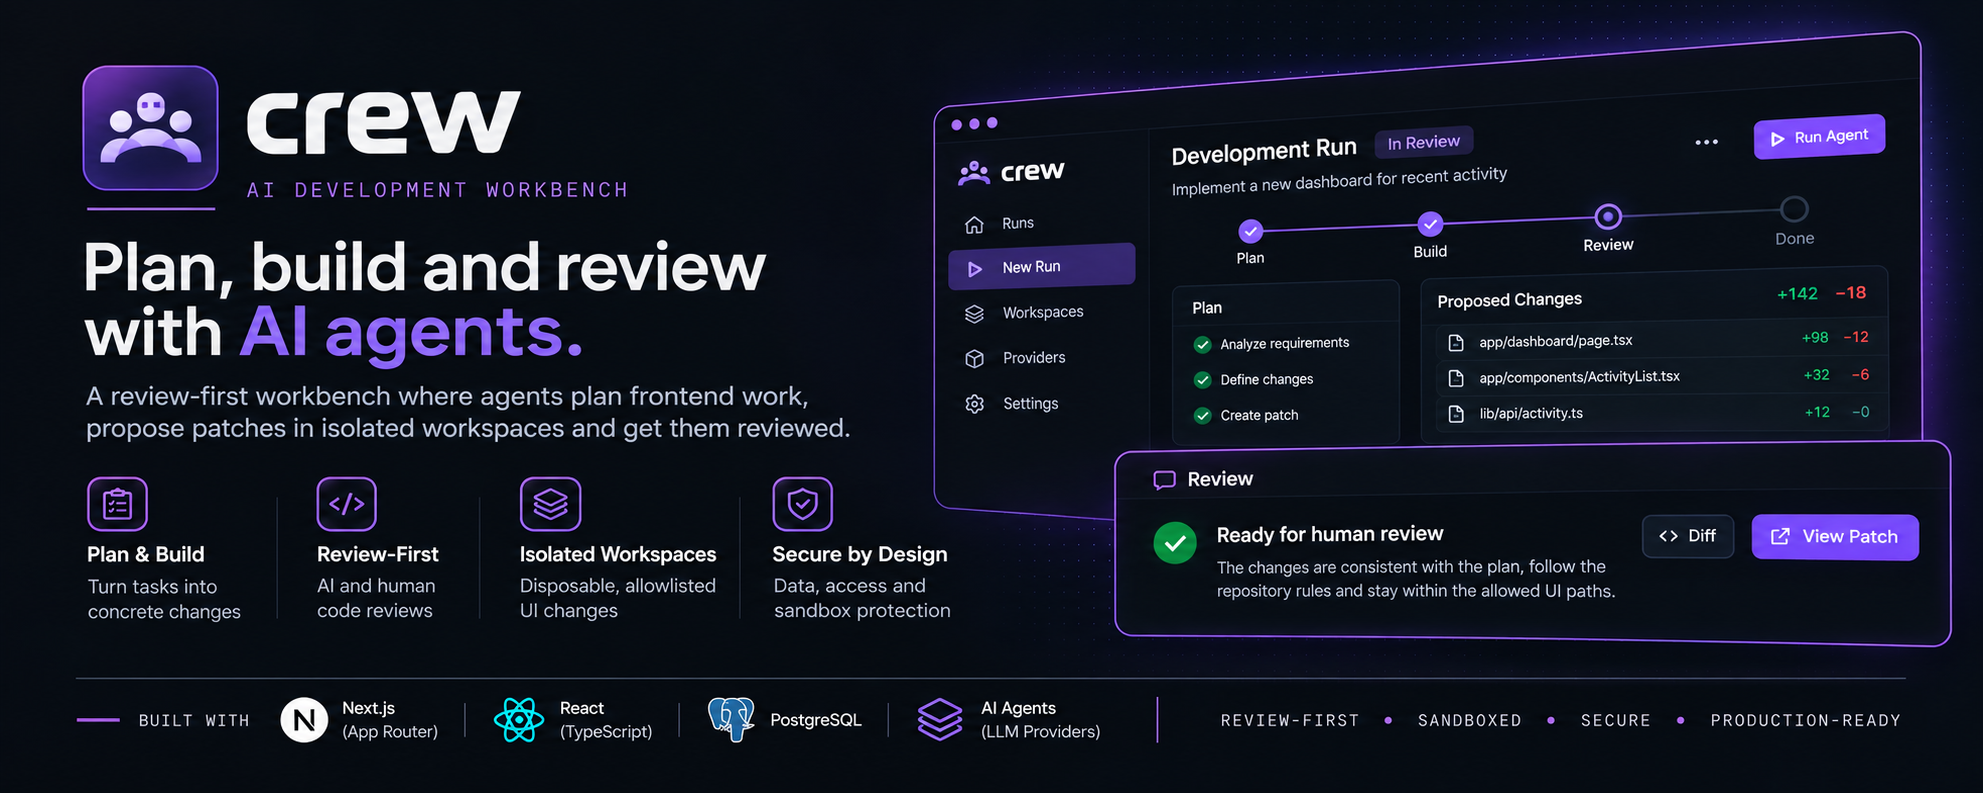 crew
AI DEVELOPMENT WORKBENCH
Plan, build and review
with AI agents.
A review-first workbench where agents plan frontend work,
propose patches in isolated workspaces and get them reviewed.
Plan & Build
Turn tasks into
concrete changes
Review-First
AI and human
code reviews
Isolated Workspaces
Disposable, allowlisted
UI changes
Secure by Design
Data, access and
sandbox protection
crew
Runs
New Run
Workspaces
Providers
Settings
Development Run
In Review
Run Agent
Implement a new dashboard for recent activity
Plan
Build
Review
Done
Plan
Analyze requirements
Define changes
Create patch
Proposed Changes +142 −18
app/dashboard/page.tsx +98 −12
app/components/ActivityList.tsx +32 −6
lib/api/activity.ts +12 −0
Review
Ready for human review
The changes are consistent with the plan, follow the
repository rules and stay within the allowed UI paths.
<> Diff
View Patch
BUILT WITH
N
Next.js
(App Router)
React
(TypeScript)
PostgreSQL
AI Agents
(LLM Providers)
REVIEW-FIRST • SANDBOXED • SECURE • PRODUCTION-READY